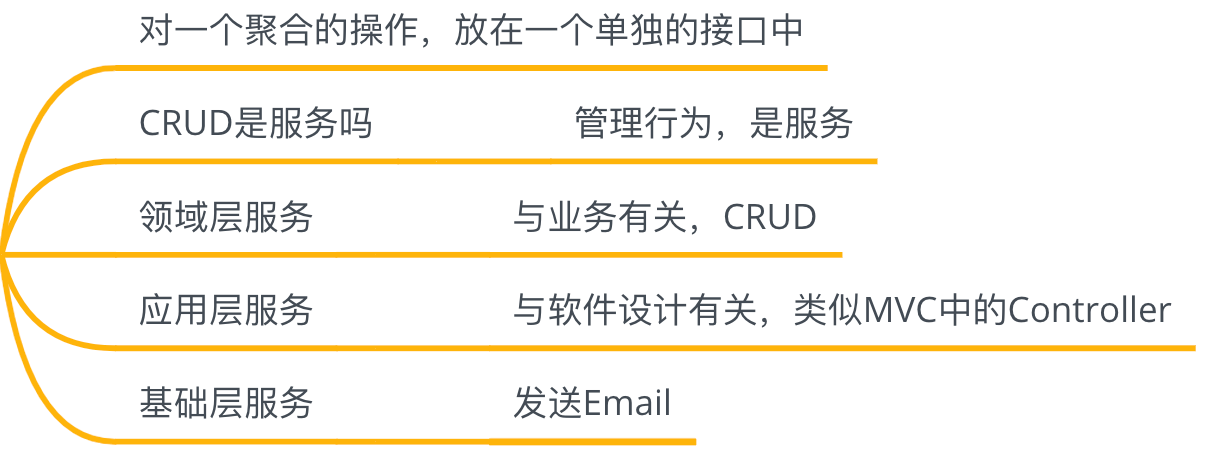 对一个聚合的操作，放在一个单独的接口中
CRUD是服务吗 管理行为，是服务
领域层服务 与业务有关，CRUD
应用层服务 与软件设计有关，类似MVC中的Controller
基础层服务 发送Email